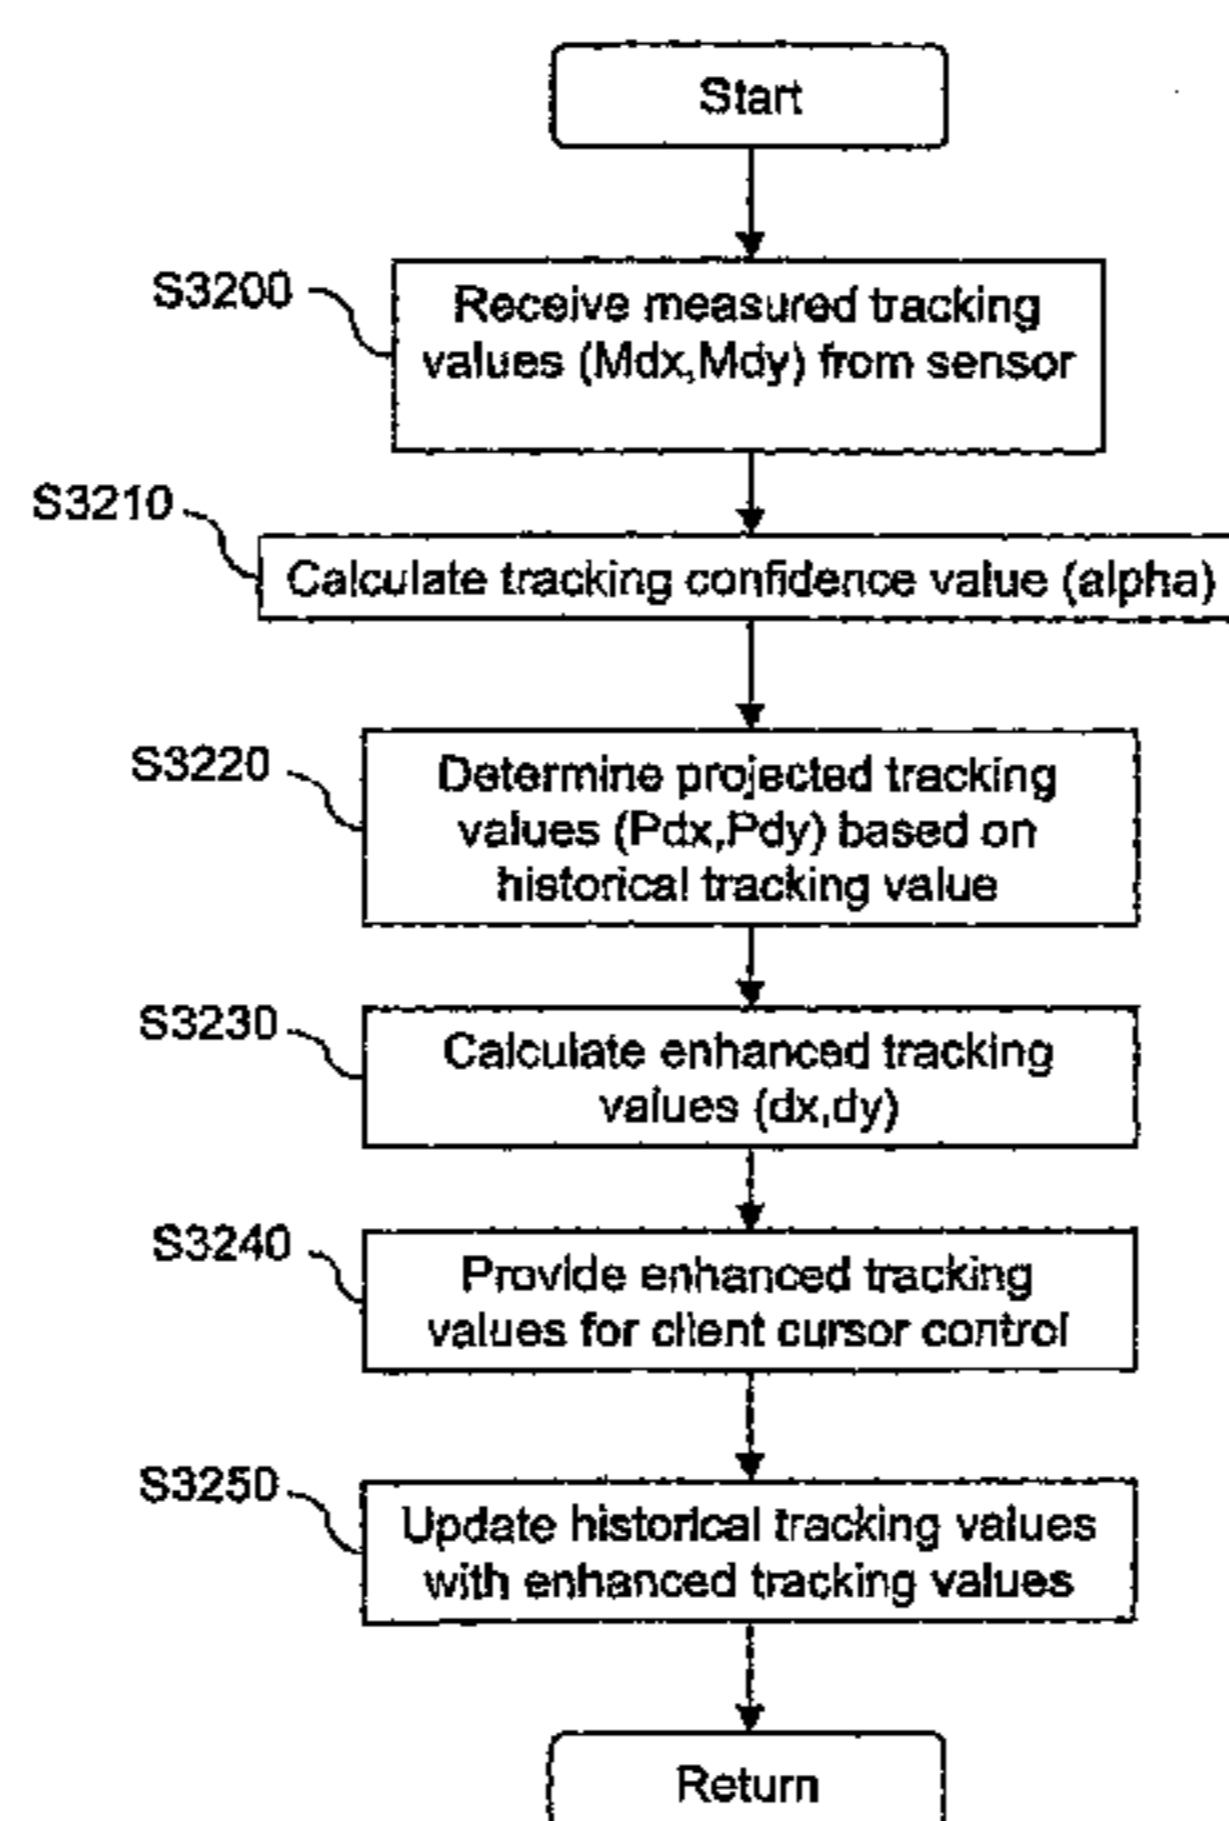 Start
S3200
Receive measured tracking
values (Mdx,Mdy) from sensor
S3210
Calculate tracking confidence value (alpha)
S3220
Determine projected tracking
values (Pdx,Pdy) based on
historical tracking value
S3230
Calculate enhanced tracking
values (dx,dy)
S3240
Provide enhanced tracking
values for client cursor control
S3250
Update historical tracking values
with enhanced tracking values
Return